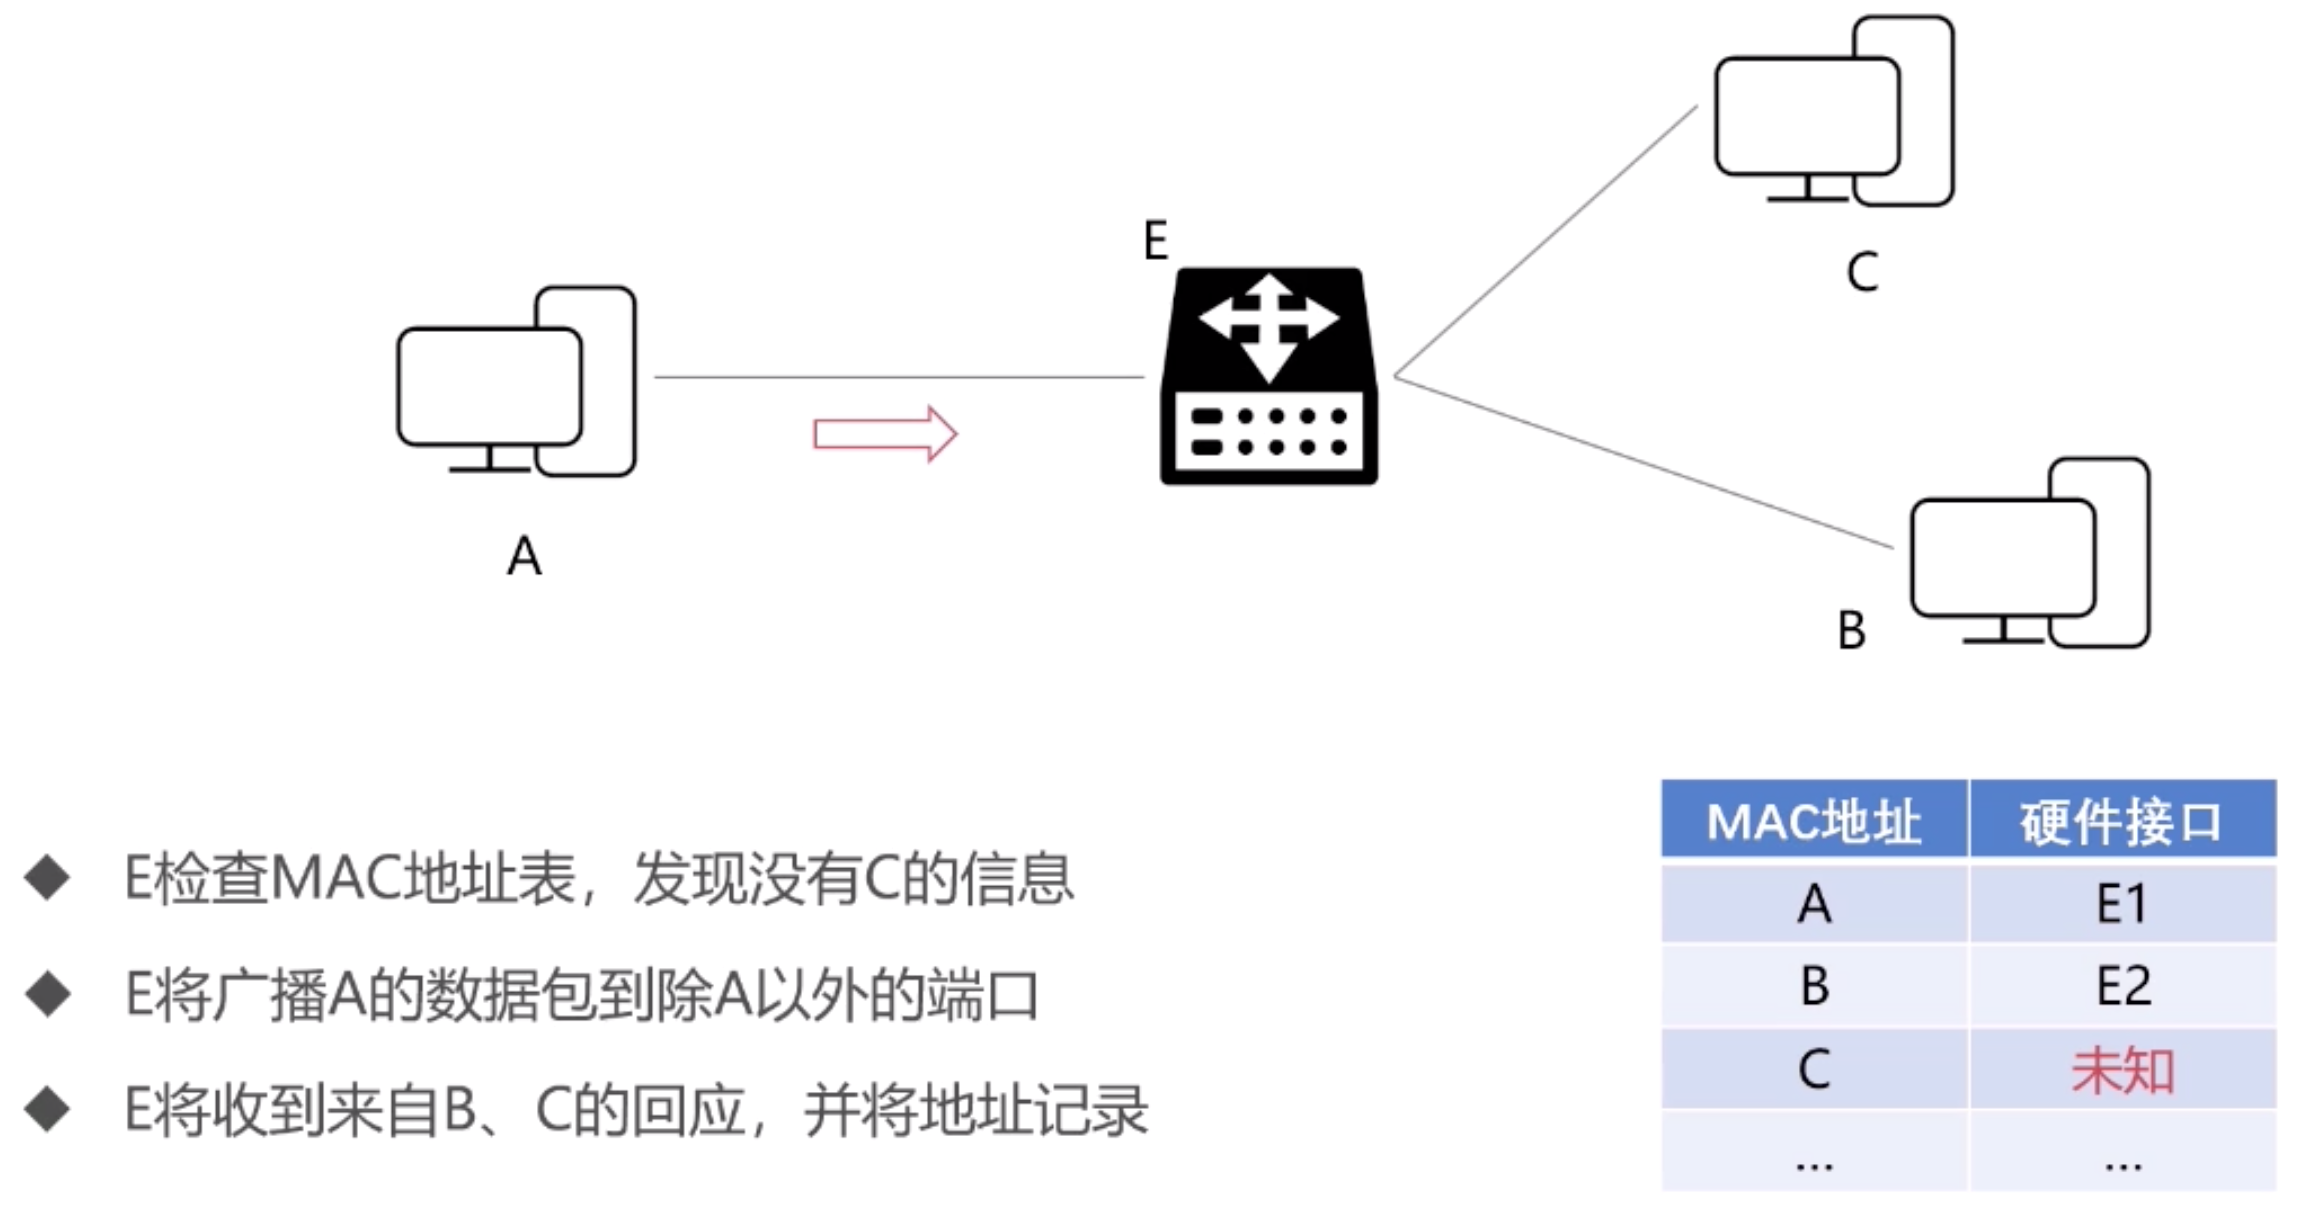 E
C
A
B
E检查MAC地址表，发现没有C的信息
E将广播A的数据包到除A以外的端口
E将收到来自B、C的回应，并将地址记录
MAC地址 硬件接口
A E1
B E2
C 未知
... ...